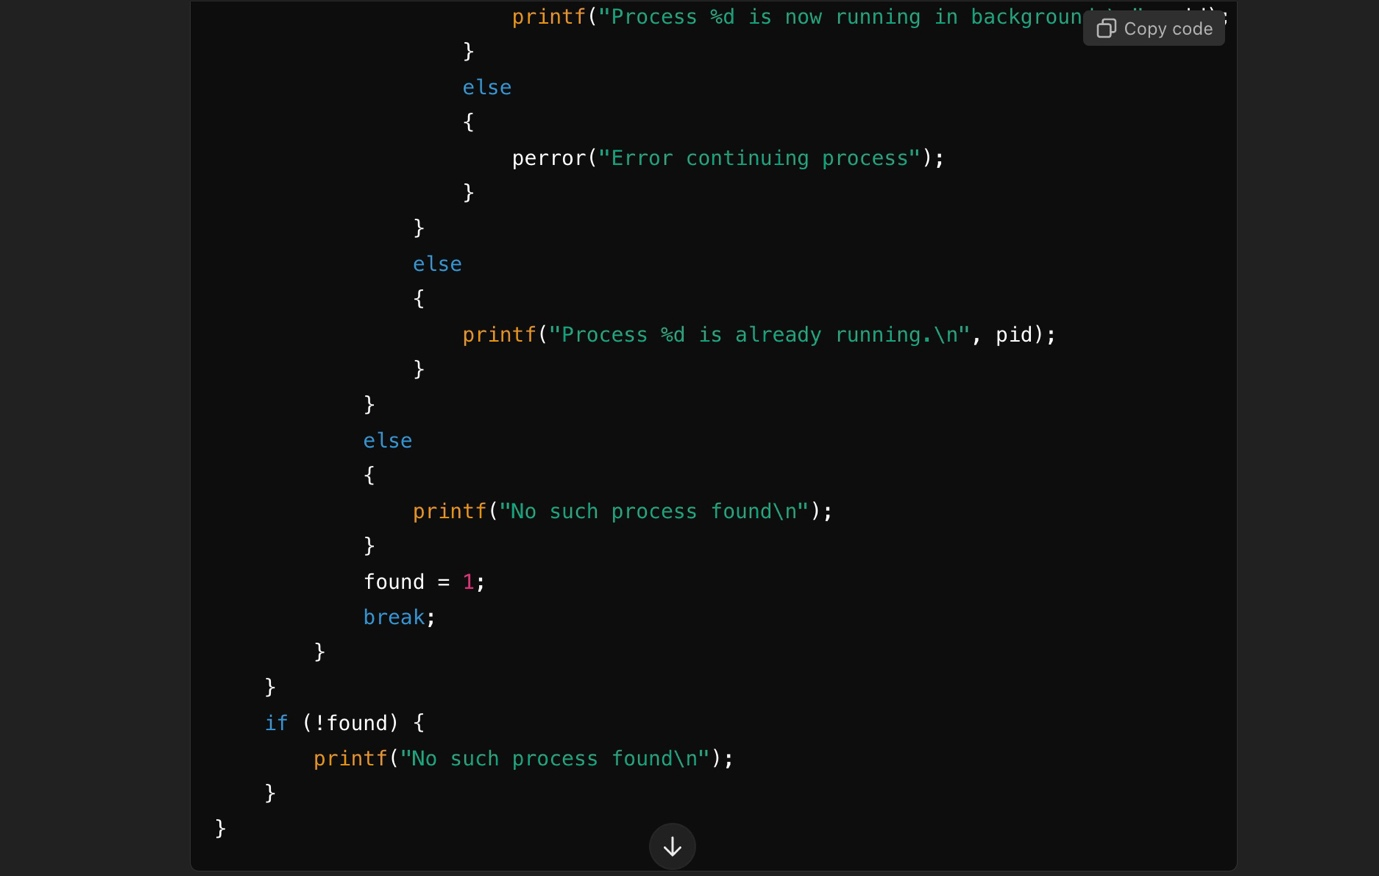 printf("Process %d is now running in backgroun
Copy code
}
else
{
perror("Error continuing process");
}
}
else
{
printf("Process %d is already running.\n", pid);
}
}
else
{
printf("No such process found\n");
}
found = 1;
break;
}
}
if (!found) {
printf("No such process found\n");
}
}